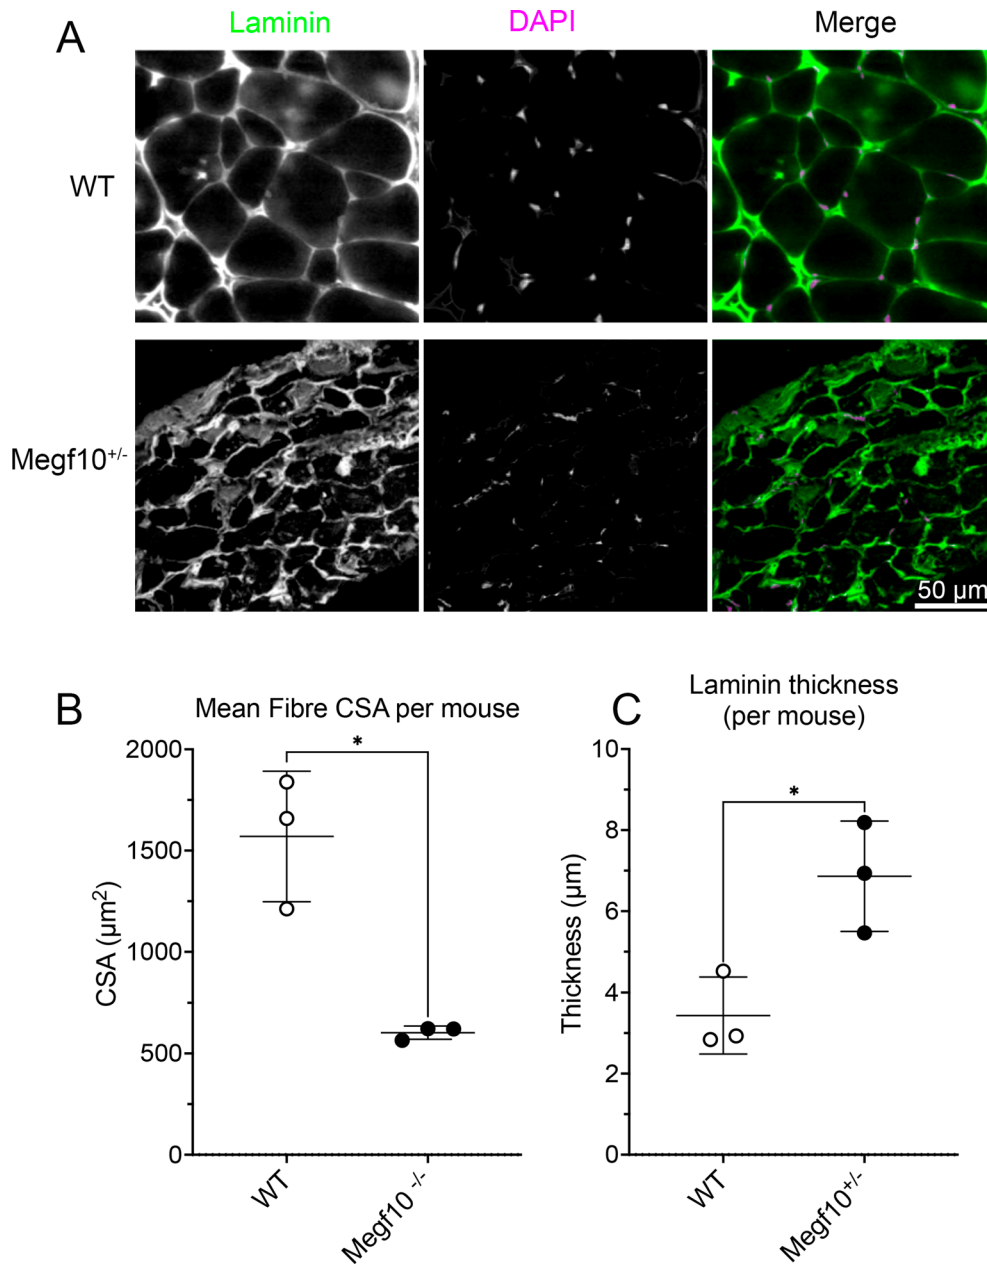 A
Laminin
DAPI
Merge
WT
Megf10+/-
50 µm
B
Mean Fibre CSA per mouse
*
2000
1500
1000
500
0
CSA (µm2)
WT
Megf10 -/-
C
Laminin thickness
(per mouse)
*
10
8
6
4
2
0
Thickness (µm)
WT
Megf10+/-